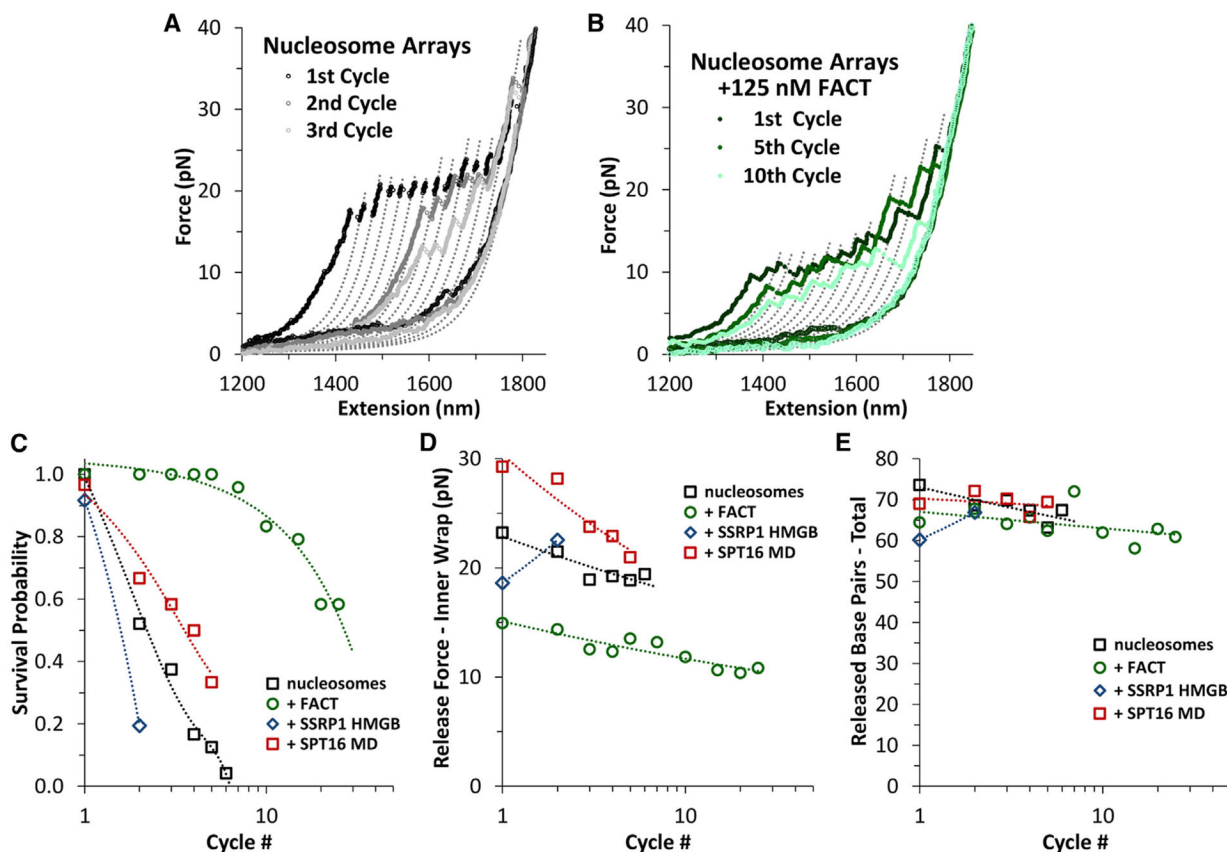 A
Nucleosome Arrays
1st Cycle
2nd Cycle
3rd Cycle
40
30
20
10
0
Force (pN)
1200 1400 1600 1800
Extension (nm)
B
Nucleosome Arrays
+125 nM FACT
1st Cycle
5th Cycle
10th Cycle
40
30
20
10
0
Force (pN)
1200 1400 1600 1800
Extension (nm)
C
1.0
0.8
0.6
0.4
0.2
0.0
Survival Probability
nucleosomes
+ FACT
+ SSRP1 HMGB
+ SPT16 MD
1 10
Cycle #
D
30
20
10
0
Release Force - Inner Wrap (pN)
nucleosomes
+ FACT
+ SSRP1 HMGB
+ SPT16 MD
1 10
Cycle #
E
80
70
60
50
40
30
20
10
0
Released Base Pairs - Total
nucleosomes
+ FACT
+ SSRP1 HMGB
+ SPT16 MD
1 10
Cycle #